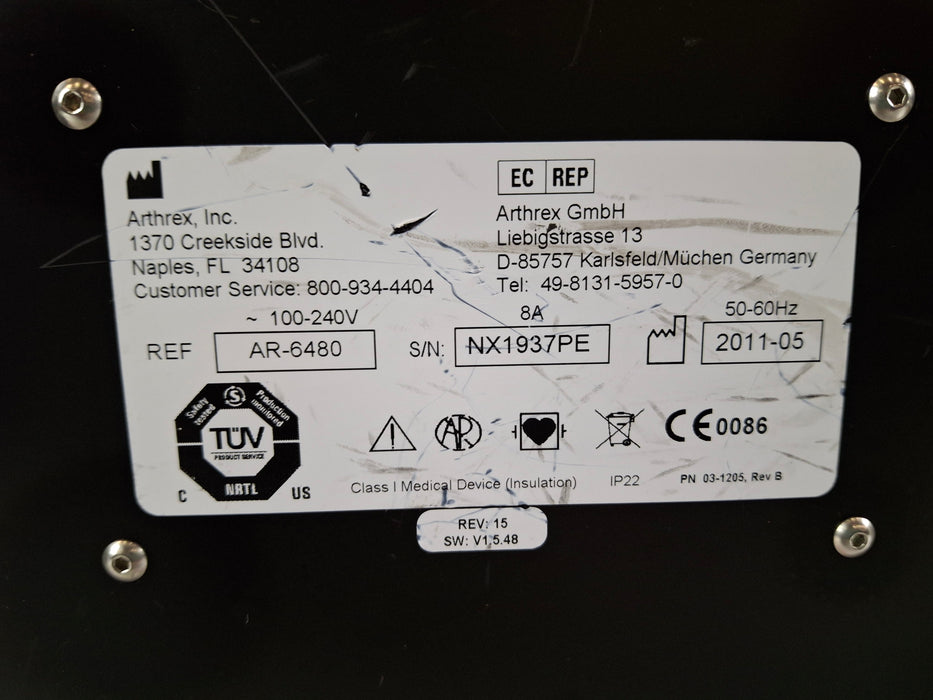 Arthrex, Inc.
1370 Creekside Blvd.
Naples, FL 34108
Customer Service: 800-934-4404
EC REP
Arthrex GmbH
Liebigstrasse 13
D-85757 Karlsfeld/Müchen Germany
Tel: 49-8131-5957-0
~ 100-240V
8A
50-60Hz
REF AR-6480
S/N: NX1937PE
2011-05
Safety tested
S
Production monitored
TÜV
PRODUCT SERVICE
NRTL
C US
CE 0086
Class I Medical Device (Insulation)
IP22
PN 03-1205, Rev B
REV: 15
SW: V1.5.48